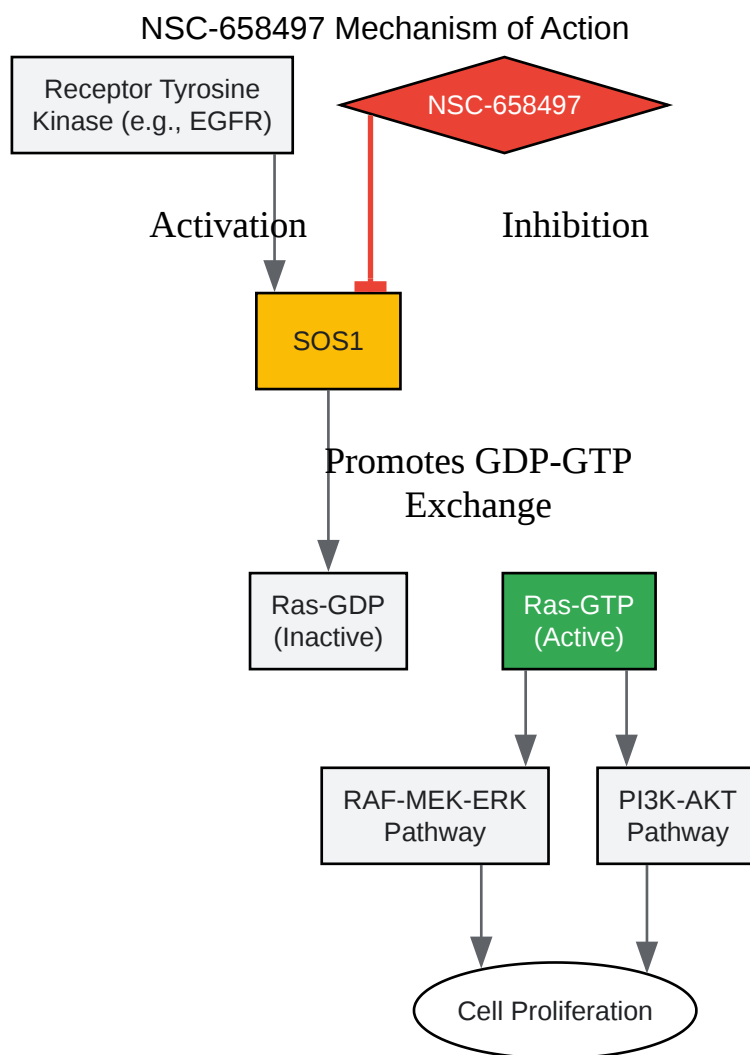 NSC-658497 Mechanism of Action
Receptor Tyrosine
Kinase (e.g., EGFR)
NSC-658497
Activation
Inhibition
SOS1
Promotes GDP-GTP
Exchange
Ras-GDP
(Inactive)
Ras-GTP
(Active)
RAF-MEK-ERK
Pathway
PI3K-AKT
Pathway
Cell Proliferation